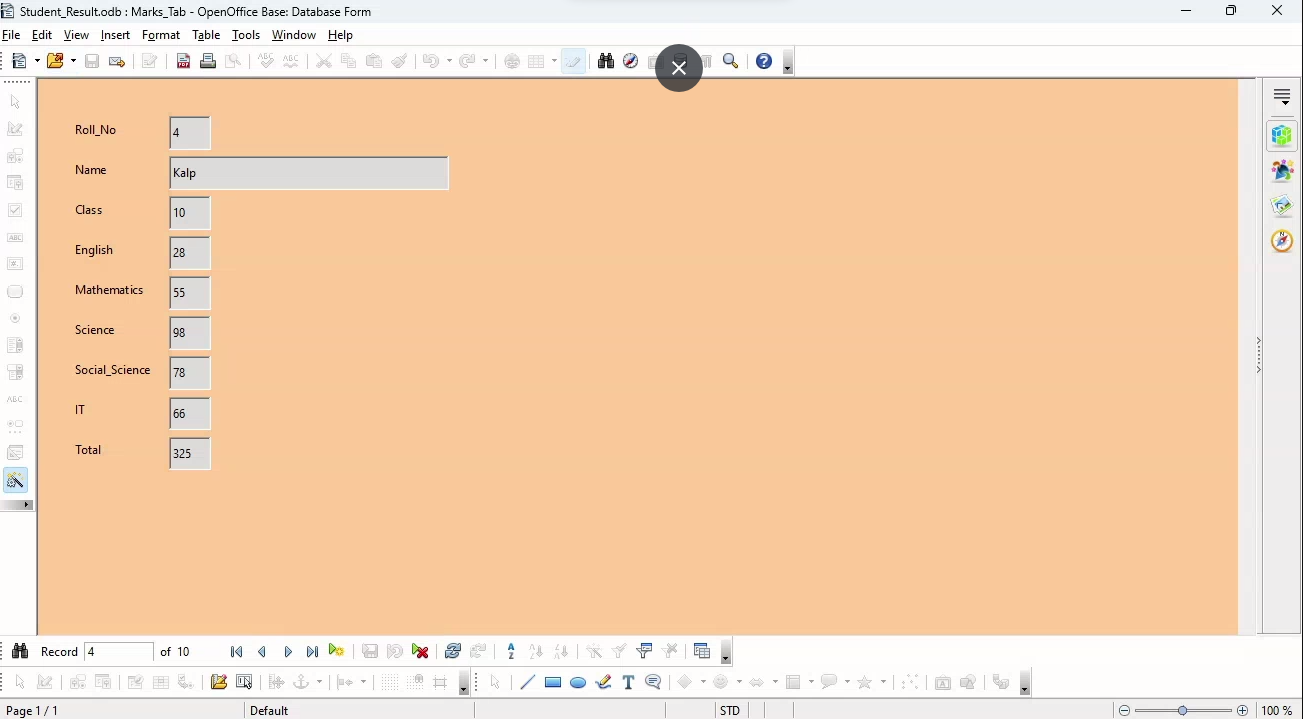 Student_Result.odb : Marks_Tab - OpenOffice Base: Database Form
File Edit View Insert Format Table Tools Window Help
Roll_No 4
Name Kalp
Class 10
English 28
Mathematics 55
Science 98
Social_Science 78
IT 66
Total 325
Record 4 of 10
Page 1 / 1 Default STD 100 %